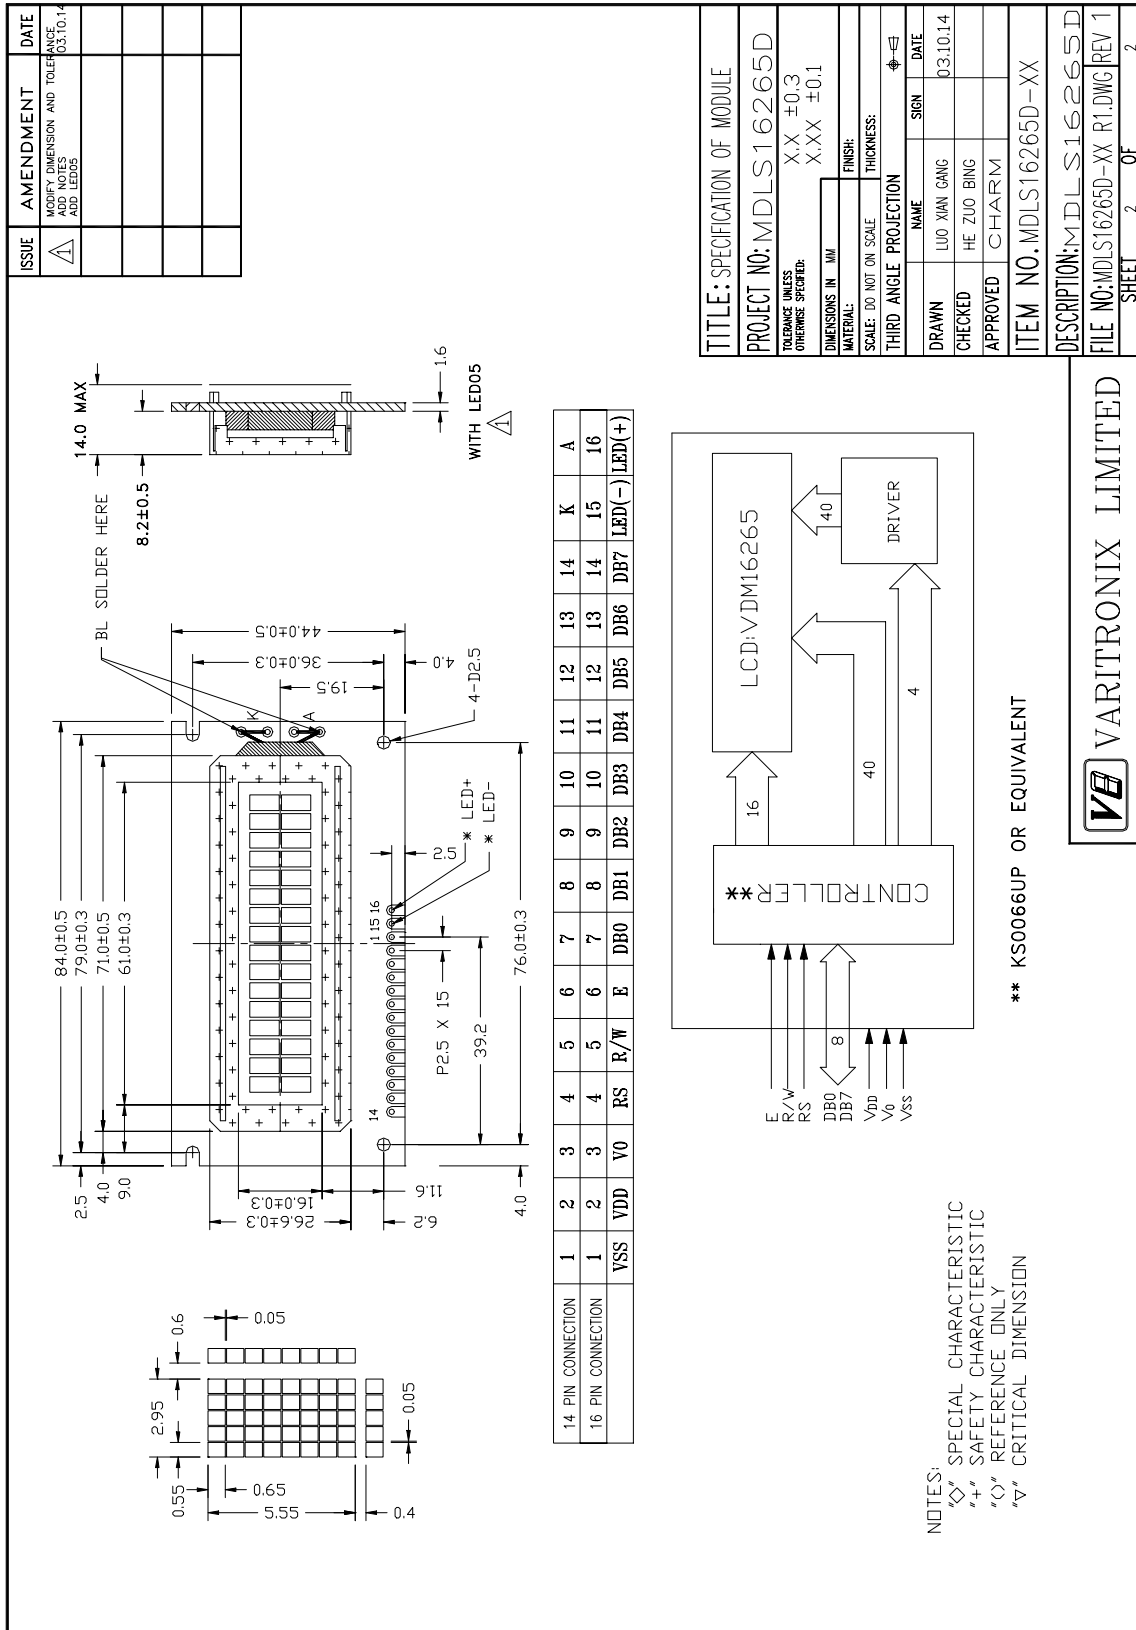 ISSUE AMENDMENT DATE
1 MODIFY DIMENSION AND TOLERANCE 03.10.14
ADD NOTES
ADD LED05
84.0±0.5
79.0±0.3
71.0±0.5
61.0±0.3
2.5
4.0
9.0
BL SOLDER HERE
14.0 MAX
8.2±0.5
1.6
WITH LED05
1
0.6
0.05
2.95
0.55
0.65
5.55
0.4
0.05
26.6±0.3
16.0±0.3
11.6
6.2
4.0
K
A
44.0±0.5
36.0±0.3
19.5
4.0
4-D2.5
14
1 15 16
2.5
* LED+
* LED-
P2.5 X 15
39.2
76.0±0.3
14 PIN CONNECTION 1 2 3 4 5 6 7 8 9 10 11 12 13 14 K A
16 PIN CONNECTION 1 2 3 4 5 6 7 8 9 10 11 12 13 14 15 16
VSS VDD V0 RS R/W E DB0 DB1 DB2 DB3 DB4 DB5 DB6 DB7 LED(-) LED(+)
E
R/W
RS
DB0
DB7
8
VDD
V0
VSS
CONTROLLER**
16
40
4
LCD:VDM16265
40
DRIVER
** KS0066UP OR EQUIVALENT
NOTES:
"◇" SPECIAL CHARACTERISTIC
"+" SAFETY CHARACTERISTIC
"()" REFERENCE ONLY
"▽" CRITICAL DIMENSION
TITLE: SPECIFICATION OF MODULE
PROJECT NO: MDLS16265D
TOLERANCE UNLESS
OTHERWISE SPECIFIED:
X.X ±0.3
X.XX ±0.1
DIMENSIONS IN MM
MATERIAL: FINISH:
SCALE: DO NOT ON SCALE THICKNESS:
THIRD ANGLE PROJECTION
NAME SIGN DATE
DRAWN LUO XIAN GANG 03.10.14
CHECKED HE ZUO BING
APPROVED CHARM
ITEM NO. MDLS16265D-XX
DESCRIPTION: MDLS16265D
FILE NO: MDLS16265D-XX R1.DWG REV 1
SHEET 2 OF 2
VARITRONIX LIMITED